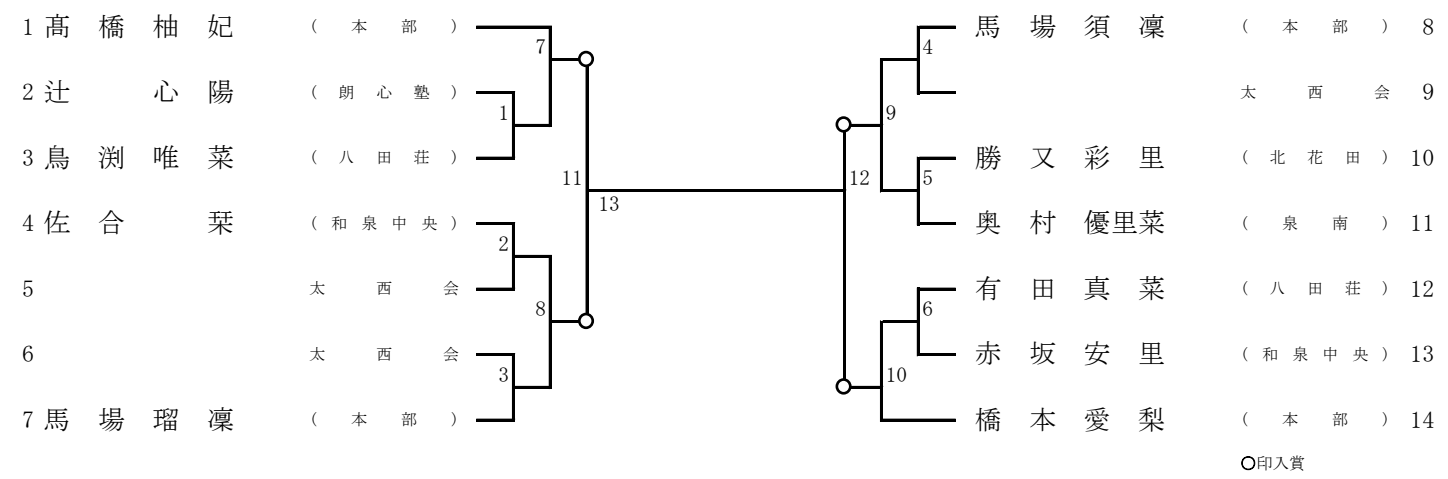 1 髙橋柚妃 (本部)
2 辻心陽 (朗心塾)
3 鳥渕唯菜 (八田荘)
4 佐合栞 (和泉中央)
5 太西会
6 太西会
7 馬場瑠凜 (本部)
7
1
11
13
2
8
3
馬場須凜 (本部) 8
太西会 9
勝又彩里 (北花田) 10
奥村優里菜 (泉南) 11
有田真菜 (八田荘) 12
赤坂安里 (和泉中央) 13
橋本愛梨 (本部) 14
4
9
12
5
6
10
○印入賞